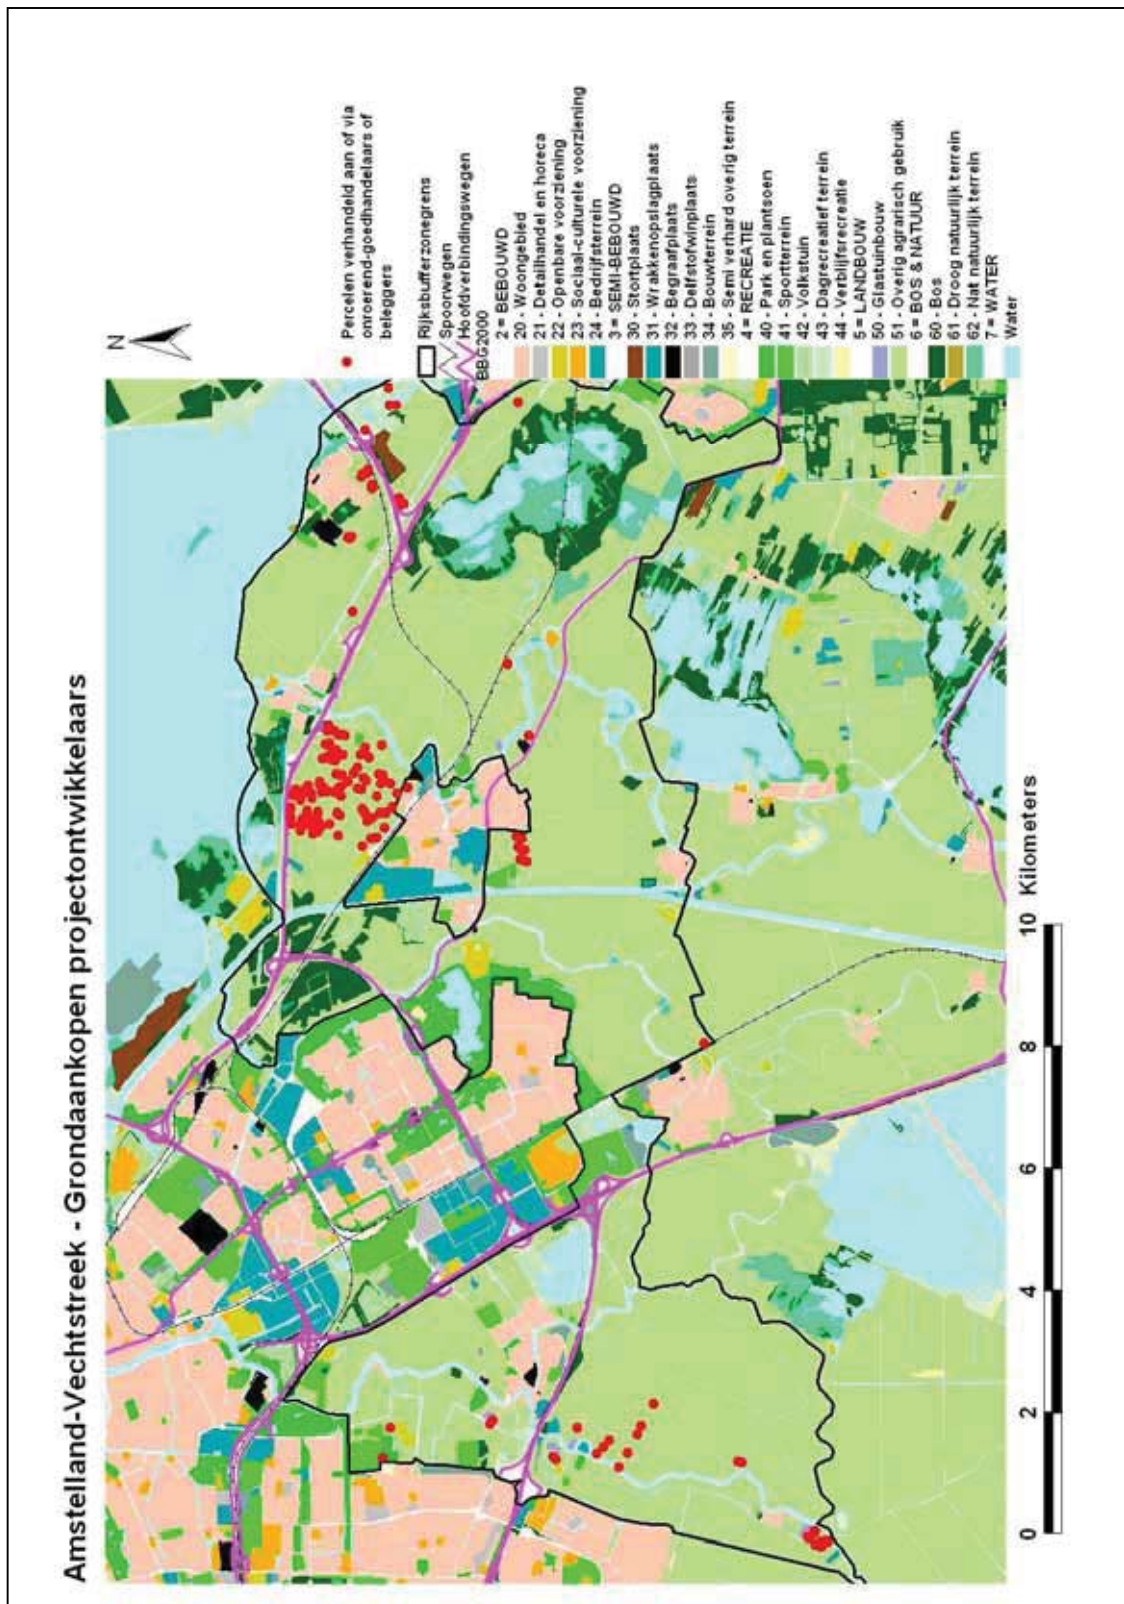 Amstelland-Vechtstreek - Grondaankopen projectontwikkelaars
N
Percelen verhandeld aan of via
onroerend-goedhandelaars of
beleggers
Rijksbufferzonegrens
Spoorwegen
Hoofdverbindingswegen
BBG2000
2 = BEBOUWD
20 - Woongebied
21 - Detailhandel en horeca
22 - Openbare voorziening
23 - Sociaal-culturele voorziening
24 - Bedrijfsterrein
3 = SEMI-BEBOUWD
30 - Stortplaats
31 - Wrakkenopslagplaats
32 - Begraafplaats
33 - Delfstofwinplaats
34 - Bouwterrein
35 - Semi verhard overig terrein
4 = RECREATIE
40 - Park en plantsoen
41 - Sportterrein
42 - Volkstuin
43 - Dagrecreatief terrein
44 - Verblijfsrecreatie
5 = LANDBOUW
50 - Glastuinbouw
51 - Overig agrarisch gebruik
6 = BOS & NATUUR
60 - Bos
61 - Droog natuurlijk terrein
62 - Nat natuurlijk terrein
7 = WATER
Water
0 2 4 6 8 10 Kilometers